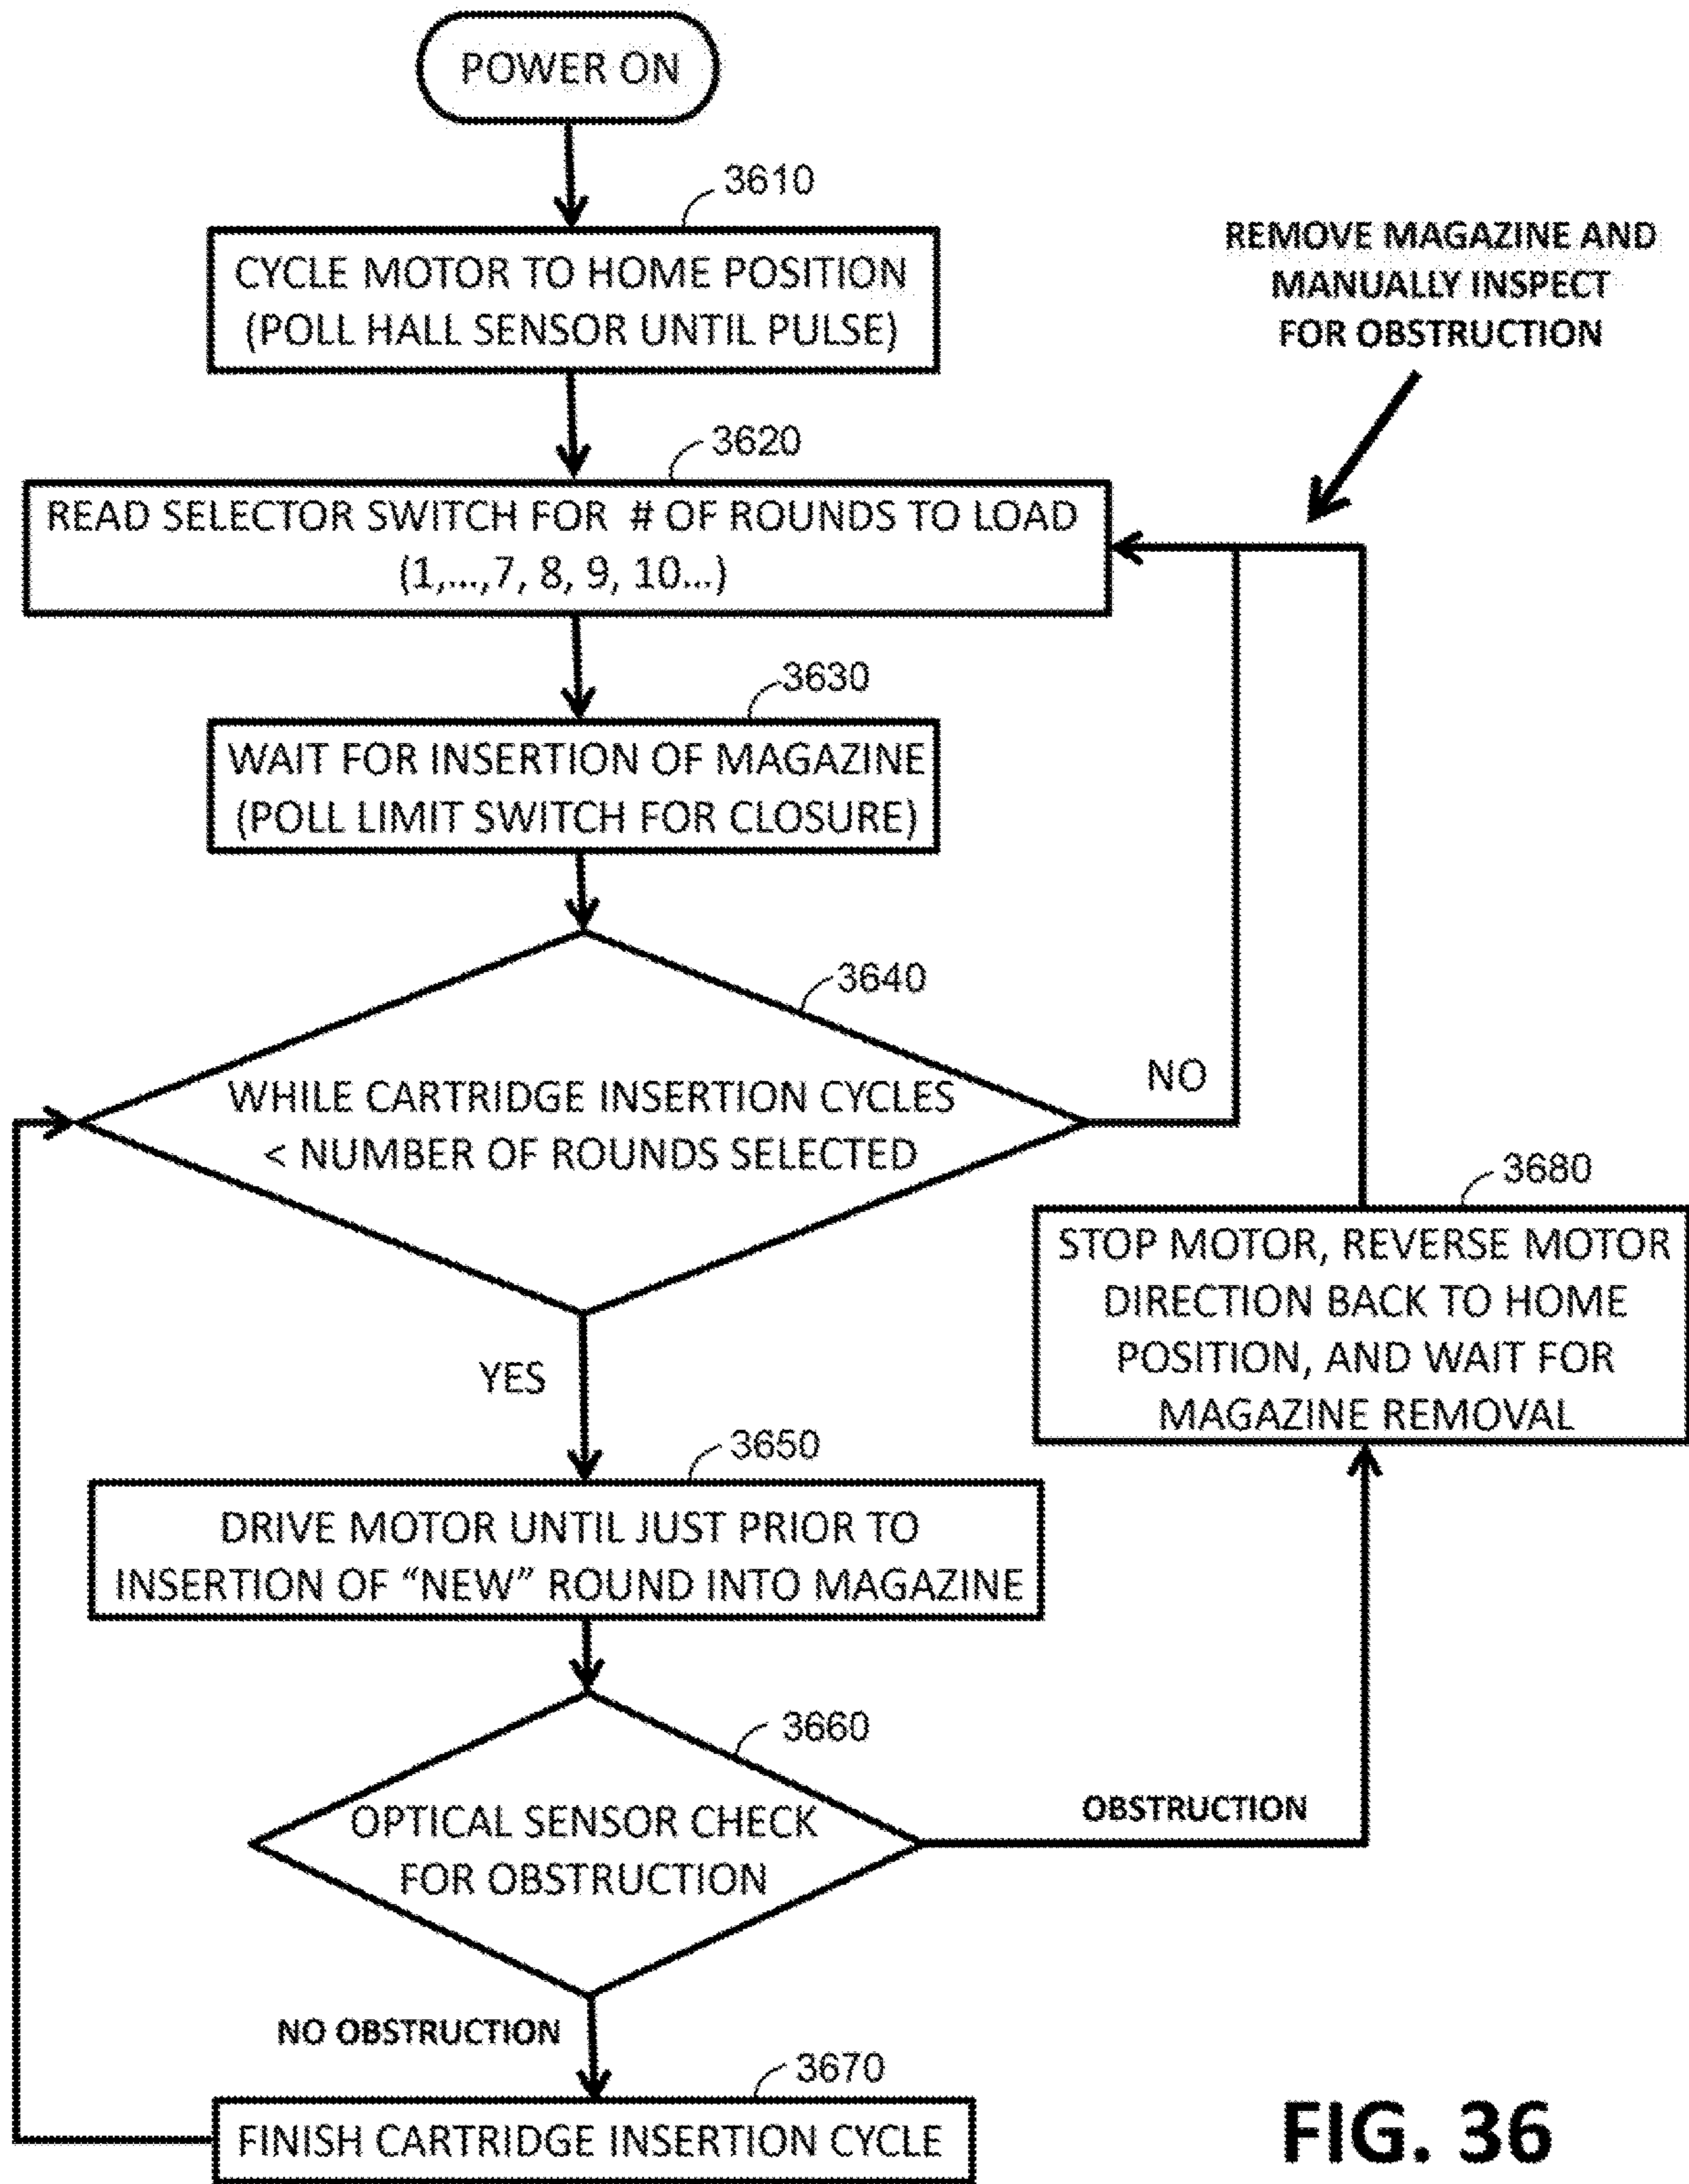 POWER ON
3610
CYCLE MOTOR TO HOME POSITION
(POLL HALL SENSOR UNTIL PULSE)
REMOVE MAGAZINE AND
MANUALLY INSPECT
FOR OBSTRUCTION
3620
READ SELECTOR SWITCH FOR # OF ROUNDS TO LOAD
(1,...,7, 8, 9, 10...)
3630
WAIT FOR INSERTION OF MAGAZINE
(POLL LIMIT SWITCH FOR CLOSURE)
3640
WHILE CARTRIDGE INSERTION CYCLES
< NUMBER OF ROUNDS SELECTED
NO
YES
3680
STOP MOTOR, REVERSE MOTOR
DIRECTION BACK TO HOME
POSITION, AND WAIT FOR
MAGAZINE REMOVAL
3650
DRIVE MOTOR UNTIL JUST PRIOR TO
INSERTION OF “NEW” ROUND INTO MAGAZINE
3660
OPTICAL SENSOR CHECK
FOR OBSTRUCTION
OBSTRUCTION
NO OBSTRUCTION
3670
FINISH CARTRIDGE INSERTION CYCLE
FIG. 36